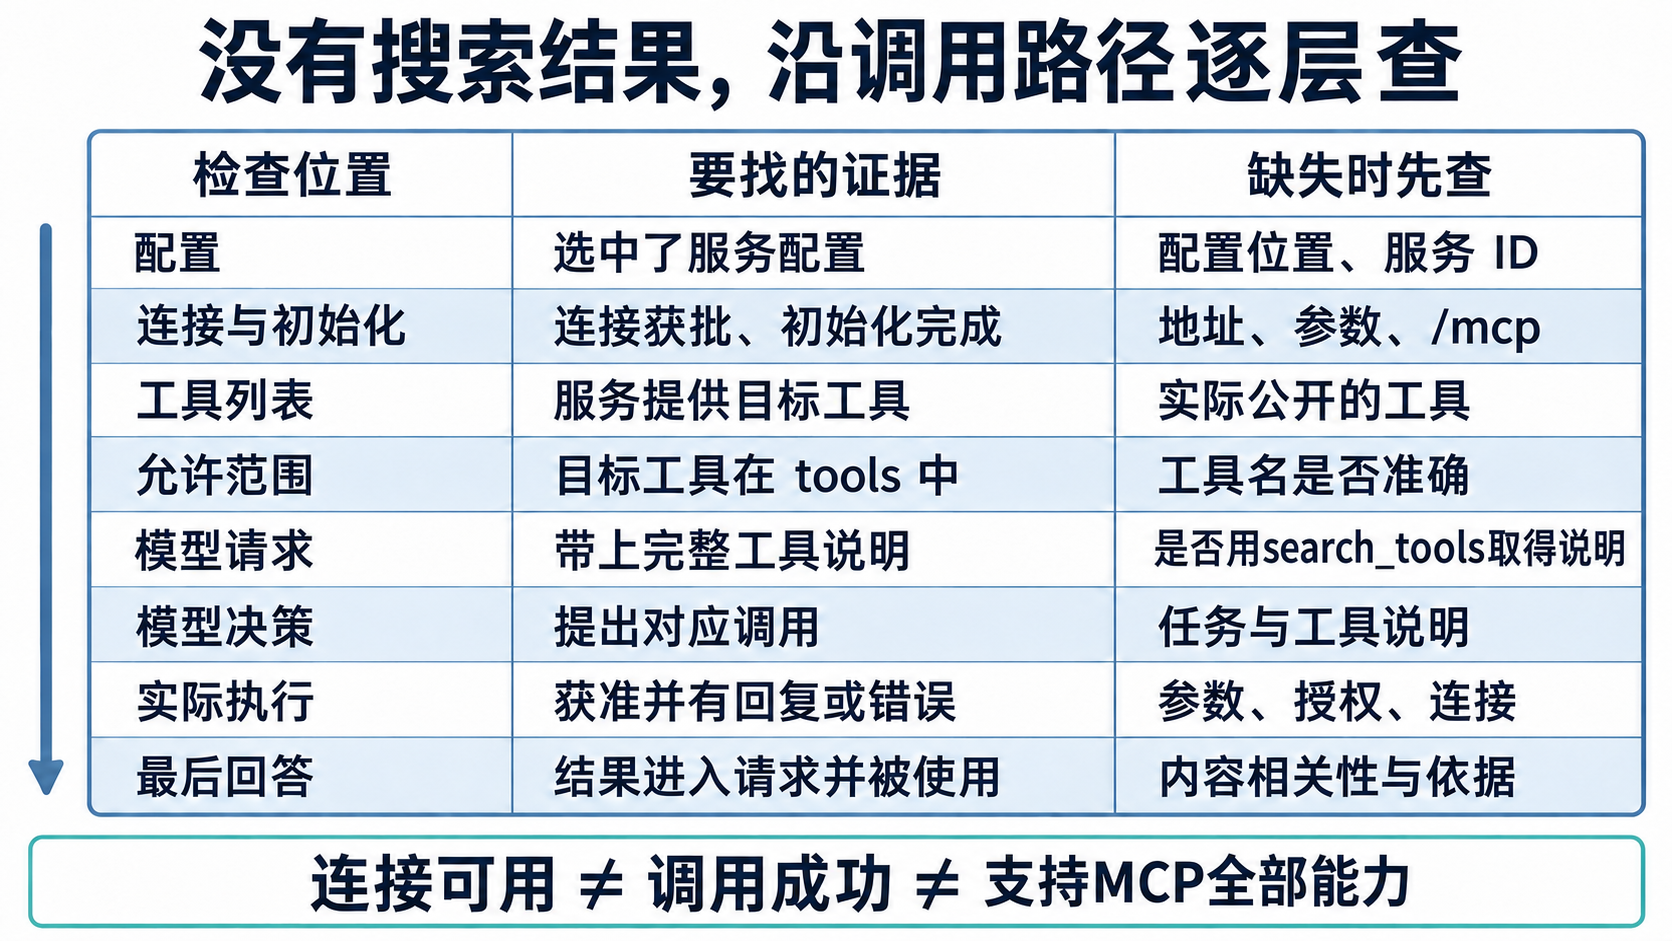 没有搜索结果，沿调用路径逐层查
检查位置 要找的证据 缺失时先查
配置 选中了服务配置 配置位置、服务 ID
连接与初始化 连接获批、初始化完成 地址、参数、/mcp
工具列表 服务提供目标工具 实际公开的工具
允许范围 目标工具在 tools 中 工具名是否准确
模型请求 带上完整工具说明 是否用search_tools取得说明
模型决策 提出对应调用 任务与工具说明
实际执行 获准并有回复或错误 参数、授权、连接
最后回答 结果进入请求并被使用 内容相关性与依据
连接可用 ≠ 调用成功 ≠ 支持MCP全部能力